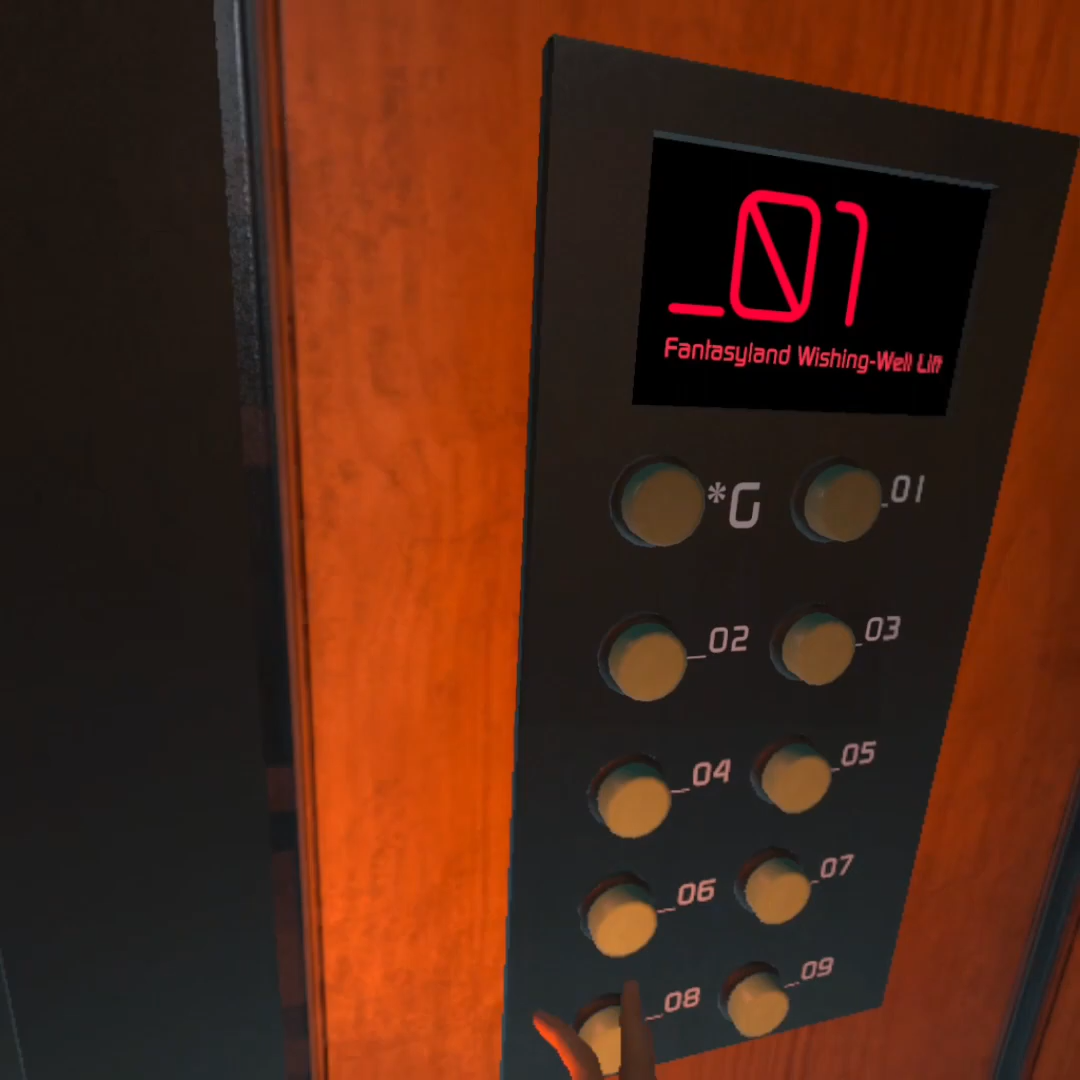 _01
Fantasyland Wishing-Well Lift
*G _01
_02 _03
_04 _05
_06 _07
_08 _09